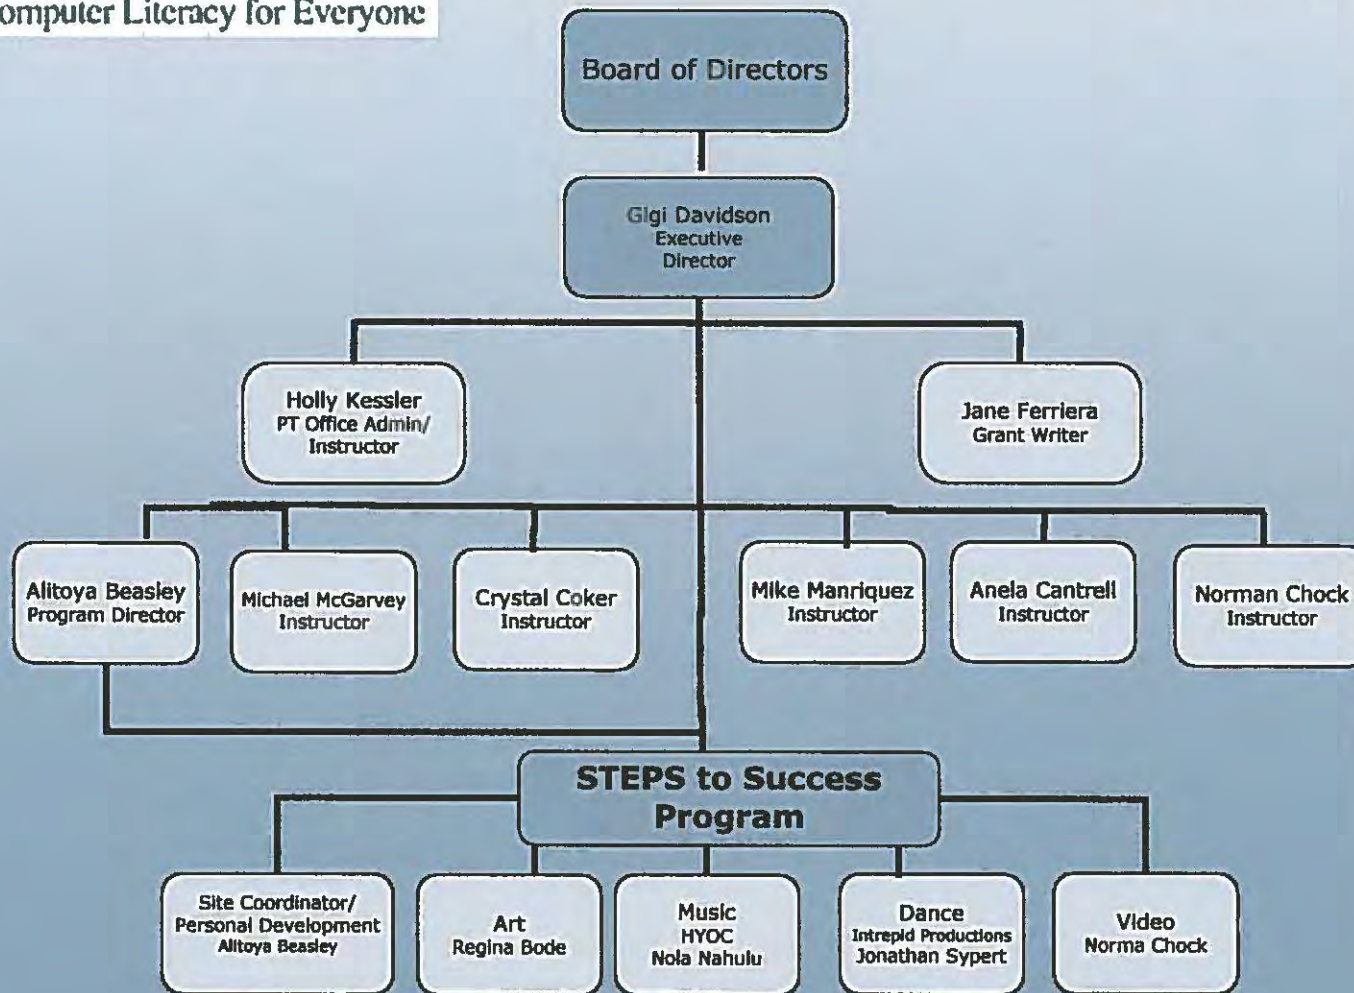 omputer Literacy for Everyone
Board of Directors
Gigi Davidson
Executive
Director
Holly Kessler
PT Office Admin/
Instructor
Jane Ferriera
Grant Writer
Alitoya Beasley
Program Director
Michael McGarvey
Instructor
Crystal Coker
Instructor
Mike Manriquez
Instructor
Anela Cantrell
Instructor
Norman Chock
Instructor
STEPS to Success
Program
Site Coordinator/
Personal Development
Alitoya Beasley
Art
Regina Bode
Music
HYOC
Nola Nahulu
Dance
Intrepid Productions
Jonathan Sypert
Video
Norma Chock